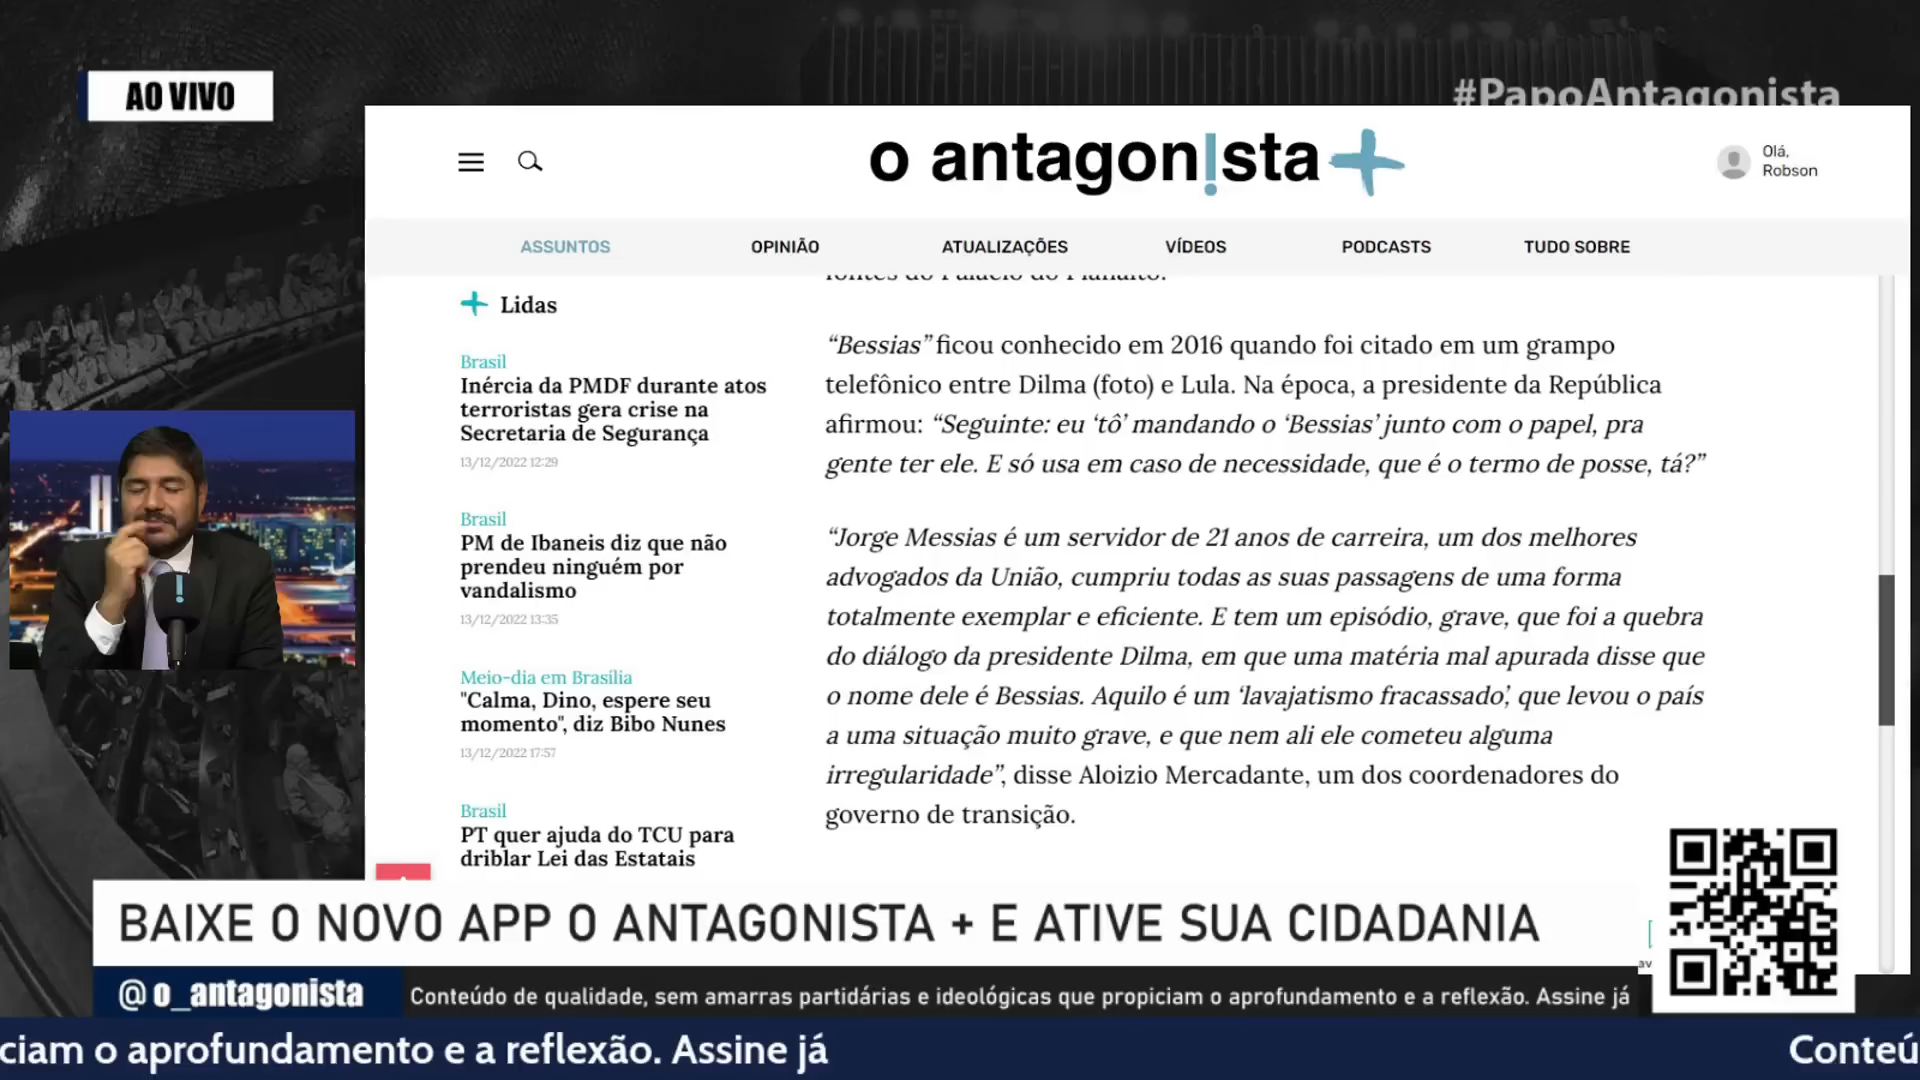 AO VIVO
#PapoAntagonista
o antagon!sta+
Olá,
Robson
ASSUNTOS
OPINIÃO
ATUALIZAÇÕES
VÍDEOS
PODCASTS
TUDO SOBRE
fontes do Palácio do Planalto.
+ Lidas
Brasil
Inércia da PMDF durante atos
terroristas gera crise na
Secretaria de Segurança
13/12/2022 12:29
Brasil
PM de Ibaneis diz que não
prendeu ninguém por
vandalismo
13/12/2022 13:35
Meio-dia em Brasília
"Calma, Dino, espere seu
momento", diz Bibo Nunes
13/12/2022 17:57
Brasil
PT quer ajuda do TCU para
driblar Lei das Estatais
“Bessias” ficou conhecido em 2016 quando foi citado em um grampo
telefônico entre Dilma (foto) e Lula. Na época, a presidente da República
afirmou: “Seguinte: eu ‘tô’ mandando o ‘Bessias’ junto com o papel, pra
gente ter ele. E só usa em caso de necessidade, que é o termo de posse, tá?”
“Jorge Messias é um servidor de 21 anos de carreira, um dos melhores
advogados da União, cumpriu todas as suas passagens de uma forma
totalmente exemplar e eficiente. E tem um episódio, grave, que foi a quebra
do diálogo da presidente Dilma, em que uma matéria mal apurada disse que
o nome dele é Bessias. Aquilo é um ‘lavajatismo fracassado’, que levou o país
a uma situação muito grave, e que nem ali ele cometeu alguma
irregularidade”, disse Aloizio Mercadante, um dos coordenadores do
governo de transição.
BAIXE O NOVO APP O ANTAGONISTA + E ATIVE SUA CIDADANIA
@o_antagonista
Conteúdo de qualidade, sem amarras partidárias e ideológicas que propiciam o aprofundamento e a reflexão. Assine já
ciam o aprofundamento e a reflexão. Assine já
Conteú